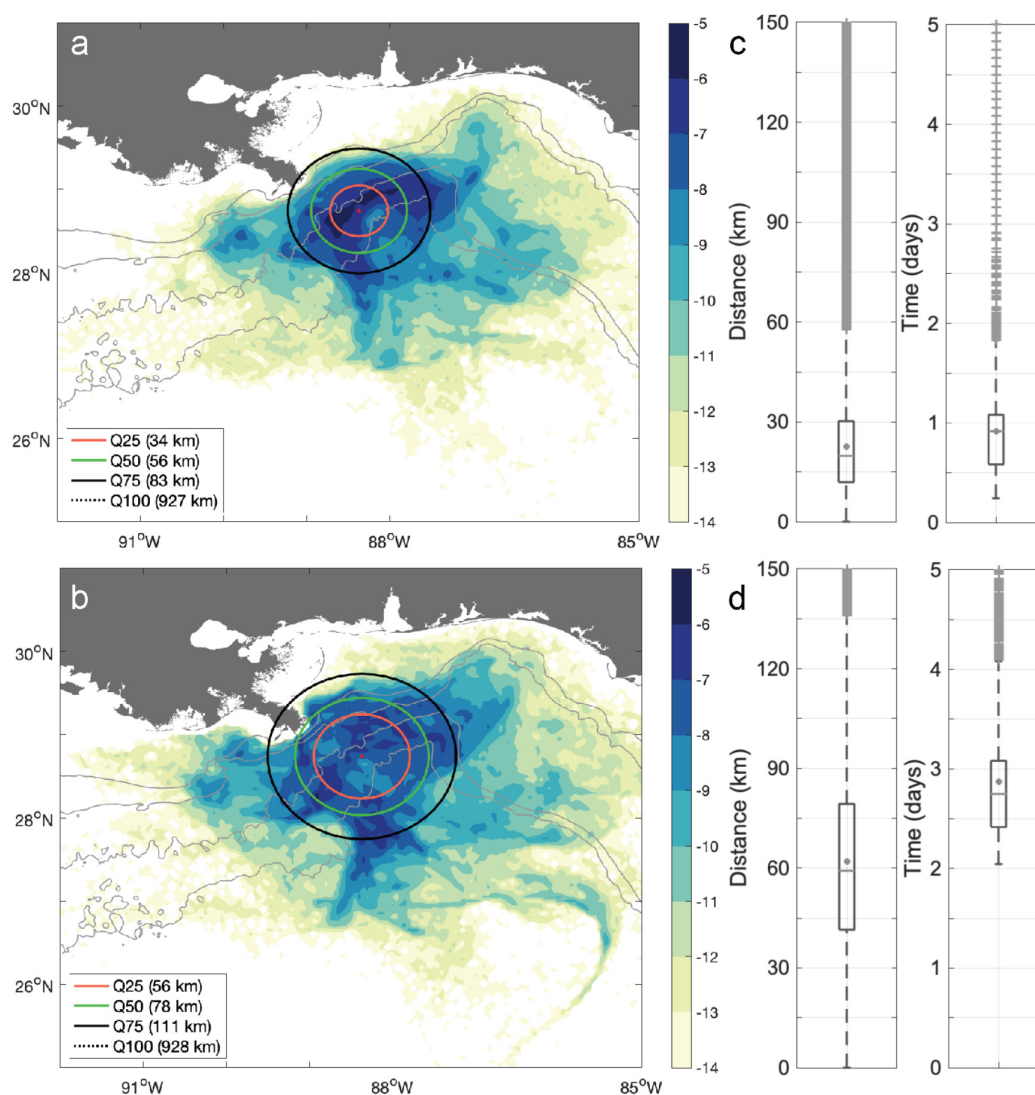 a
30°N
28°N
26°N
91°W
88°W
85°W
Q25 (34 km)
Q50 (56 km)
Q75 (83 km)
Q100 (927 km)
-5
-6
-7
-8
-9
-10
-11
-12
-13
-14
c
Distance (km)
150
120
90
60
30
0
Time (days)
5
4
3
2
1
0
b
30°N
28°N
26°N
91°W
88°W
85°W
Q25 (56 km)
Q50 (78 km)
Q75 (111 km)
Q100 (928 km)
-5
-6
-7
-8
-9
-10
-11
-12
-13
-14
d
Distance (km)
150
120
90
60
30
0
Time (days)
5
4
3
2
1
0